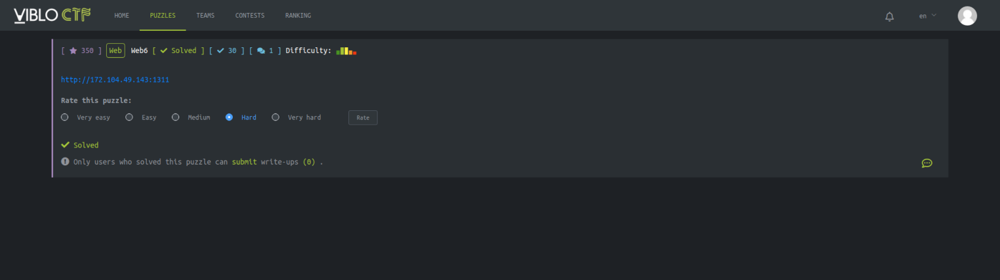 VIBLO CTF HOME PUZZLES TEAMS CONTESTS RANKING en
[ 350 ] Web Web6 [ Solved ] [ 30 ] [ 1 ] Difficulty:
http://172.104.49.143:1311
Rate this puzzle:
Very easy Easy Medium Hard Very hard Rate
Solved
Only users who solved this puzzle can submit write-ups (0) .